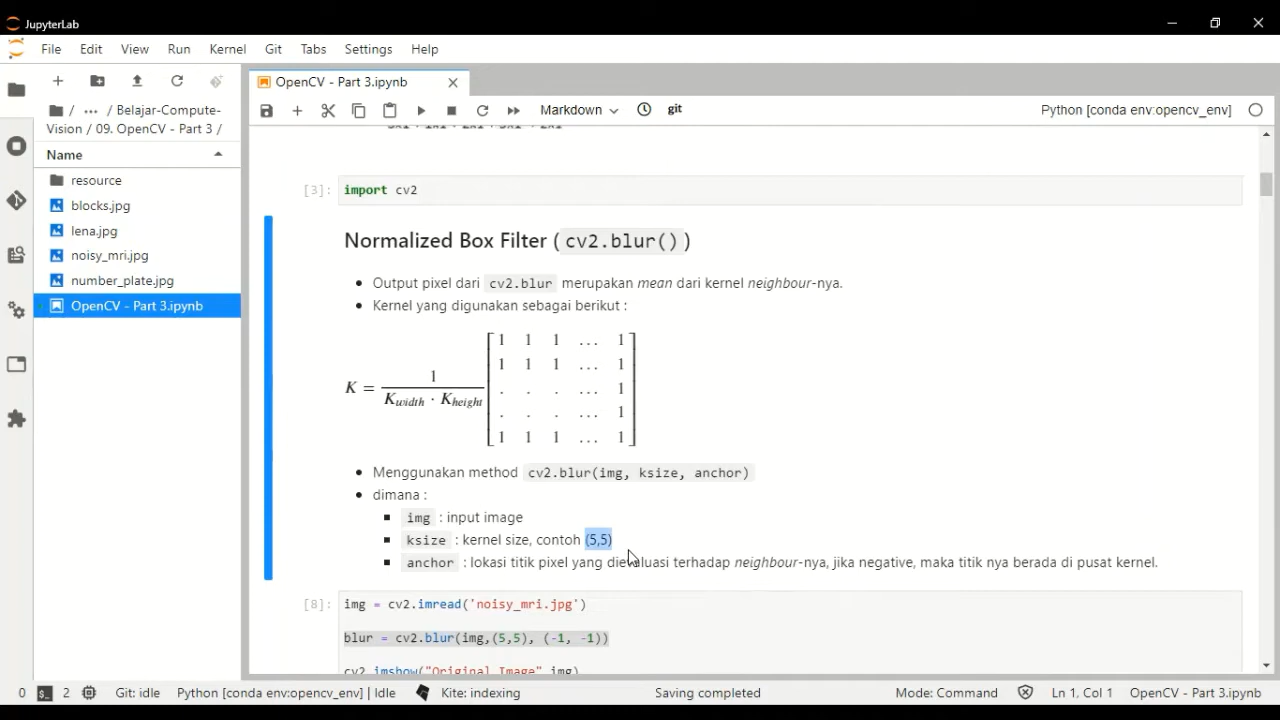 JupyterLab
File Edit View Run Kernel Git Tabs Settings Help
OpenCV - Part 3.ipynb
/ ... / Belajar-Compute-
Vision / 09. OpenCV - Part 3 /
Markdown
git
Python [conda env:opencv_env]
Name
resource
blocks.jpg
lena.jpg
noisy_mri.jpg
number_plate.jpg
OpenCV - Part 3.ipynb
[3]: import cv2
Normalized Box Filter (cv2.blur())
Output pixel dari cv2.blur merupakan mean dari kernel neighbour-nya.
Kernel yang digunakan sebagai berikut :
1 1 1 ... 1
1 1 1 ... 1
K = 1 / (K_width · K_height) . . . ... 1
. . . ... 1
1 1 1 ... 1
Menggunakan method cv2.blur(img, ksize, anchor)
dimana :
img : input image
ksize : kernel size, contoh (5,5)
anchor : lokasi titik pixel yang dievaluasi terhadap neighbour-nya, jika negative, maka titik nya berada di pusat kernel.
[8]: img = cv2.imread('noisy_mri.jpg')
blur = cv2.blur(img,(5,5), (-1, -1))
cv2.imshow("Original Image",img)
0 2 Git: idle Python [conda env:opencv_env] | Idle Kite: indexing Saving completed Mode: Command Ln 1, Col 1 OpenCV - Part 3.ipynb